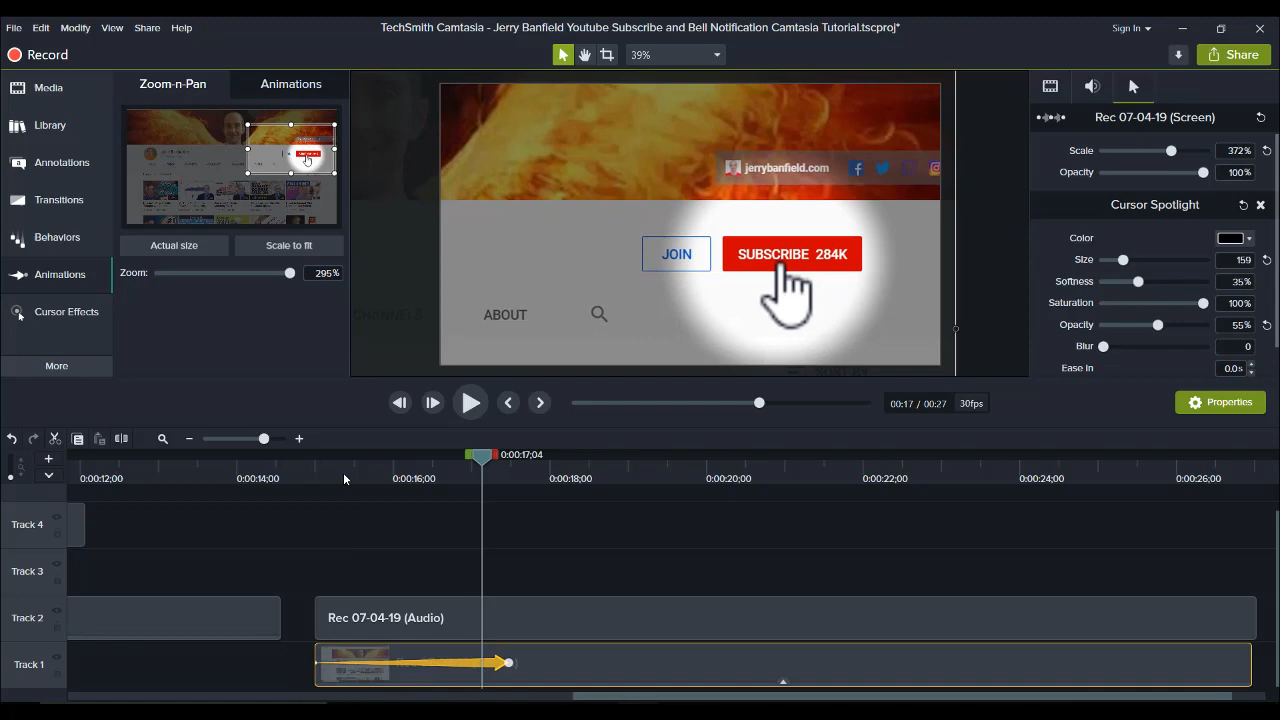 File Edit Modify View Share Help
TechSmith Camtasia - Jerry Banfield Youtube Subscribe and Bell Notification Camtasia Tutorial.tscproj*
Sign In
Record
39%
Share
Media
Library
Annotations
Transitions
Behaviors
Animations
Cursor Effects
More
Zoom-n-Pan Animations
Actual size Scale to fit
Zoom: 295%
jerrybanfield.com
JOIN SUBSCRIBE 284K
CHANNELS ABOUT
SORT BY
Rec 07-04-19 (Screen)
Scale 372%
Opacity 100%
Cursor Spotlight
Color
Size 159
Softness 35%
Saturation 100%
Opacity 55%
Blur 0
Ease In 0.0s
00:17 / 00:27 30fps
Properties
0:00:17;04
0:00:12;00 0:00:14;00 0:00:16;00 0:00:18;00 0:00:20;00 0:00:22;00 0:00:24;00 0:00:26;00
Track 4
Track 3
Track 2 Rec 07-04-19 (Audio)
Track 1